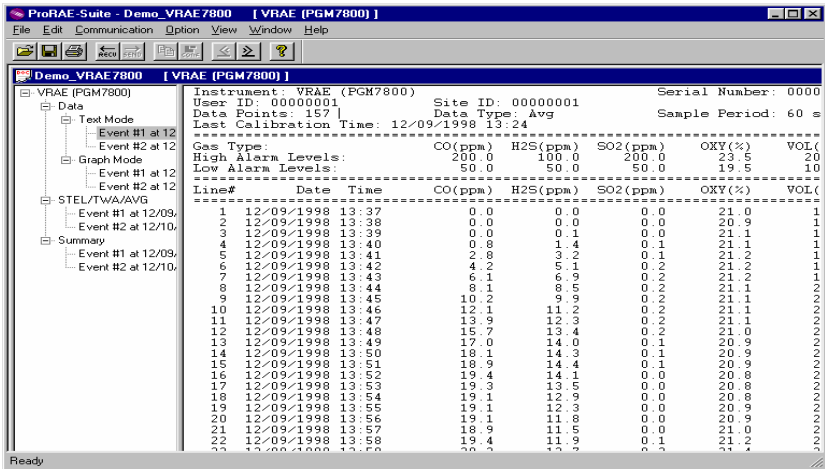 ProRAE-Suite - Demo_VRAE7800 [ VRAE (PGM7800) ]
File Edit Communication Option View Window Help
RECV SEND
Demo_VRAE7800 [ VRAE (PGM7800) ]
VRAE (PGM7800)
Data
Text Mode
Event #1 at 12
Event #2 at 12
Graph Mode
Event #1 at 12
Event #2 at 12
STEL/TWA/AVG
Event #1 at 12/09/
Event #2 at 12/10/
Summary
Event #1 at 12/09/
Event #2 at 12/10/
Instrument: VRAE (PGM7800) Serial Number: 0000
User ID: 00000001 Site ID: 00000001
Data Points: 157 Data Type: Avg Sample Period: 60 s
Last Calibration Time: 12/09/1998 13:24
Gas Type: CO(ppm) H2S(ppm) SO2(ppm) OXY(%) VOL(
High Alarm Levels: 200.0 100.0 200.0 23.5 20
Low Alarm Levels: 50.0 50.0 50.0 19.5 10
Line# Date Time CO(ppm) H2S(ppm) SO2(ppm) OXY(%) VOL(
1 12/09/1998 13:37 0.0 0.0 0.0 21.0 1
2 12/09/1998 13:38 0.0 0.0 0.0 20.9 1
3 12/09/1998 13:39 0.0 0.1 0.0 21.1 1
4 12/09/1998 13:40 0.8 1.4 0.1 21.1 1
5 12/09/1998 13:41 2.8 3.2 0.1 21.2 1
6 12/09/1998 13:42 4.2 5.1 0.2 21.2 1
7 12/09/1998 13:43 6.1 6.9 0.2 21.2 1
8 12/09/1998 13:44 8.1 8.5 0.2 21.1 2
9 12/09/1998 13:45 10.2 9.9 0.2 21.1 2
10 12/09/1998 13:46 12.1 11.2 0.2 21.1 2
11 12/09/1998 13:47 13.9 12.3 0.2 21.1 2
12 12/09/1998 13:48 15.7 13.4 0.2 21.0 2
13 12/09/1998 13:49 17.0 14.0 0.1 20.9 2
14 12/09/1998 13:50 18.1 14.3 0.1 20.9 2
15 12/09/1998 13:51 18.9 14.4 0.1 20.9 2
16 12/09/1998 13:52 19.4 14.1 0.0 20.8 2
17 12/09/1998 13:53 19.3 13.5 0.0 20.8 2
18 12/09/1998 13:54 19.1 12.9 0.0 20.8 2
19 12/09/1998 13:55 19.1 12.3 0.0 20.9 2
20 12/09/1998 13:56 19.1 11.8 0.0 20.9 2
21 12/09/1998 13:57 18.9 11.5 0.0 21.0 2
22 12/09/1998 13:58 19.4 11.9 0.1 21.2 2
Ready